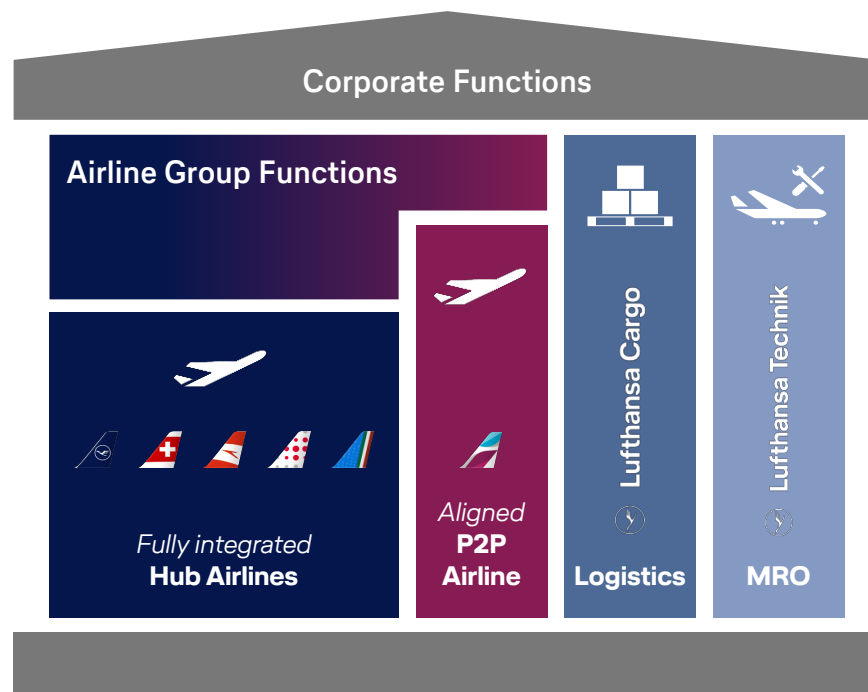 Corporate Functions
Airline Group Functions
Fully integrated
Hub Airlines
Aligned
P2P
Airline
Lufthansa Cargo
Logistics
Lufthansa Technik
MRO